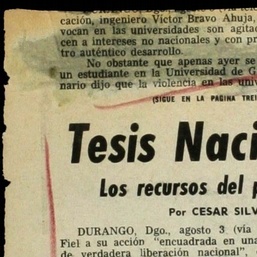 cación, ingeniero Víctor Bravo Ahuja,
vocan en las universidades son agitad
cen a intereses no nacionales y con pr
tro auténtico desarrollo.
No obstante que apenas ayer se
un estudiante en la Universidad de G
nario dijo que la violencia en las univ
(SIGUE EN LA PAGINA TREI
Tesis Naci
Los recursos del p
Por CESAR SILV
DURANGO, Dgo., agosto 3 (vía
Fiel a su acción "encuadrada en una
de verdadera liberación nacional",